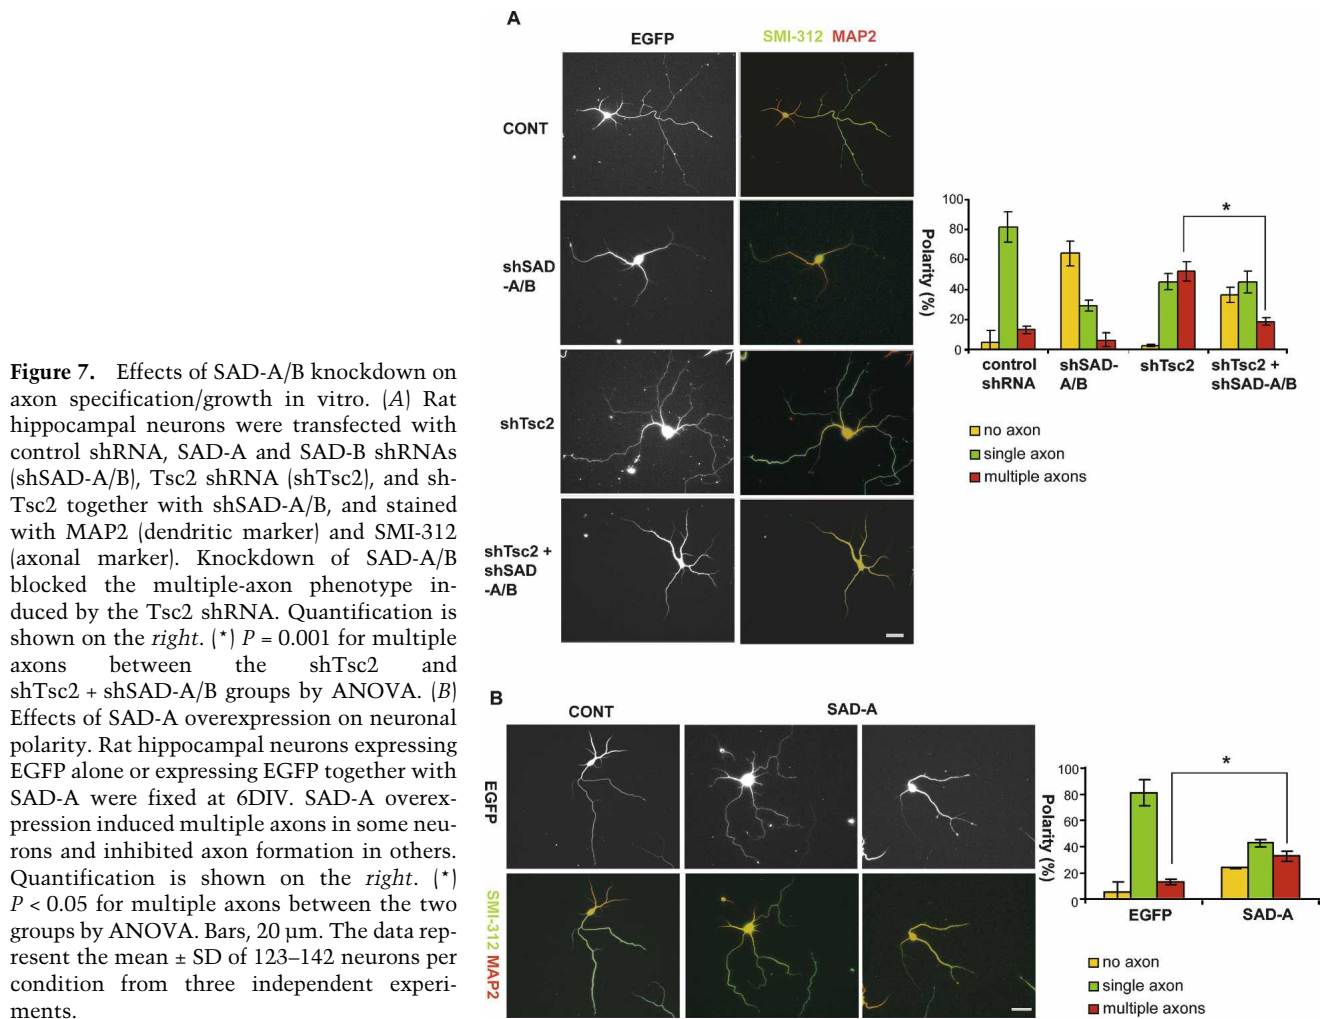 Figure 7. Effects of SAD-A/B knockdown on
axon specification/growth in vitro. (A) Rat
hippocampal neurons were transfected with
control shRNA, SAD-A and SAD-B shRNAs
(shSAD-A/B), Tsc2 shRNA (shTsc2), and sh-
Tsc2 together with shSAD-A/B, and stained
with MAP2 (dendritic marker) and SMI-312
(axonal marker). Knockdown of SAD-A/B
blocked the multiple-axon phenotype in-
duced by the Tsc2 shRNA. Quantification is
shown on the right. (*) P = 0.001 for multiple
axons between the shTsc2 and
shTsc2 + shSAD-A/B groups by ANOVA. (B)
Effects of SAD-A overexpression on neuronal
polarity. Rat hippocampal neurons expressing
EGFP alone or expressing EGFP together with
SAD-A were fixed at 6DIV. SAD-A overex-
pression induced multiple axons in some neu-
rons and inhibited axon formation in others.
Quantification is shown on the right. (*)
P < 0.05 for multiple axons between the two
groups by ANOVA. Bars, 20 μm. The data rep-
resent the mean ± SD of 123–142 neurons per
condition from three independent experi-
ments.
A
EGFP
SMI-312 MAP2
CONT
shSAD
-A/B
shTsc2
shTsc2 +
shSAD
-A/B
Polarity (%)
100
80
60
40
20
0
*
control
shRNA
shSAD-
A/B
shTsc2
shTsc2 +
shSAD-A/B
no axon
single axon
multiple axons
B
CONT
SAD-A
EGFP
SMI-312 MAP2
Polarity (%)
100
80
60
40
20
0
*
EGFP
SAD-A
no axon
single axon
multiple axons